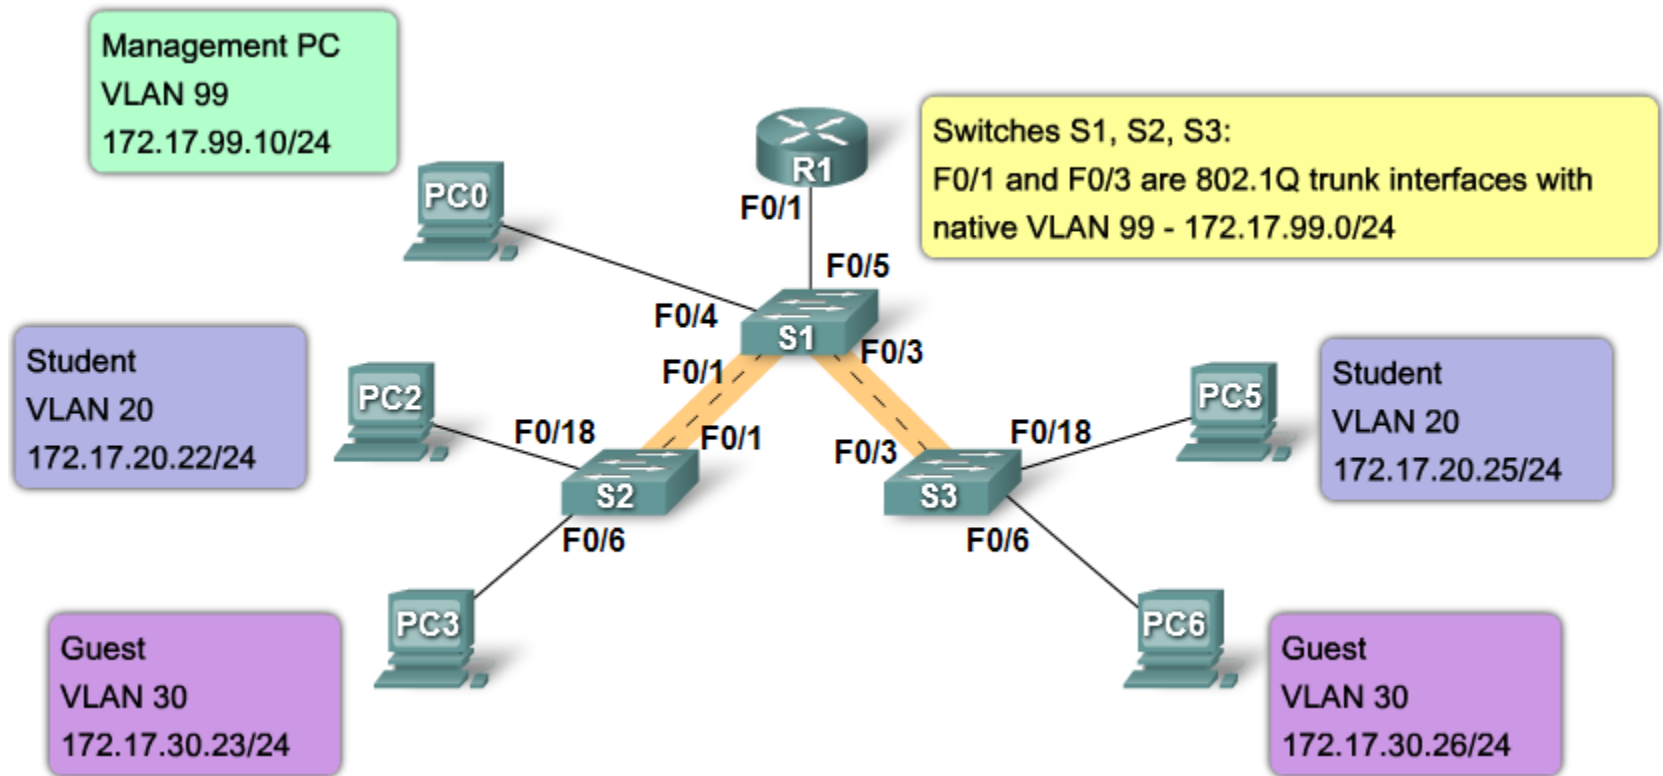 Management PC
VLAN 99
172.17.99.10/24
R1
Switches S1, S2, S3:
F0/1 and F0/3 are 802.1Q trunk interfaces with
native VLAN 99 - 172.17.99.0/24
PC0
F0/1
F0/5
F0/4
S1
F0/3
F0/1
Student
VLAN 20
172.17.20.22/24
PC2
F0/18
F0/1
S2
F0/6
F0/3
F0/18
S3
F0/6
PC5
Student
VLAN 20
172.17.20.25/24
PC3
Guest
VLAN 30
172.17.30.23/24
PC6
Guest
VLAN 30
172.17.30.26/24